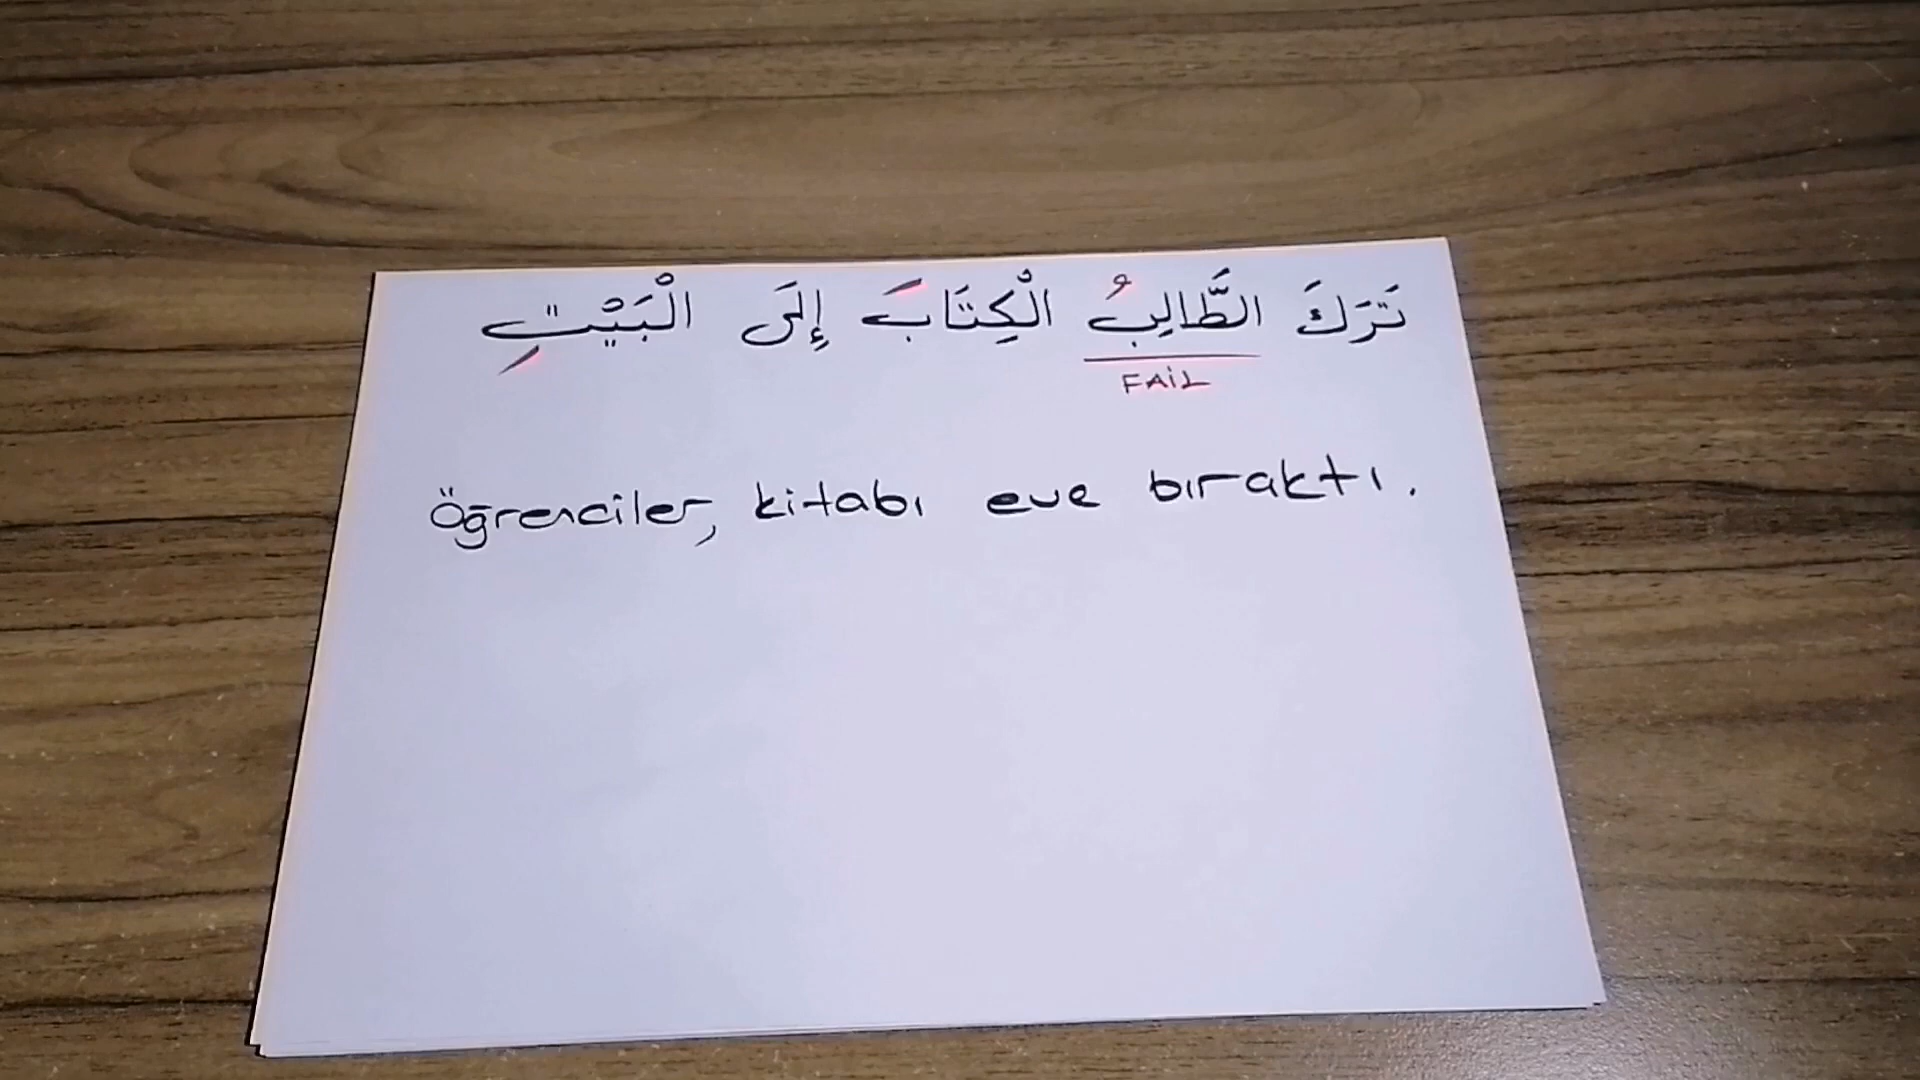 تَرَكَ الطَّالِبُ الْكِتَابَ إِلَى الْبَيْتِ
FAİL
Öğrenciler, kitabı eve bıraktı.